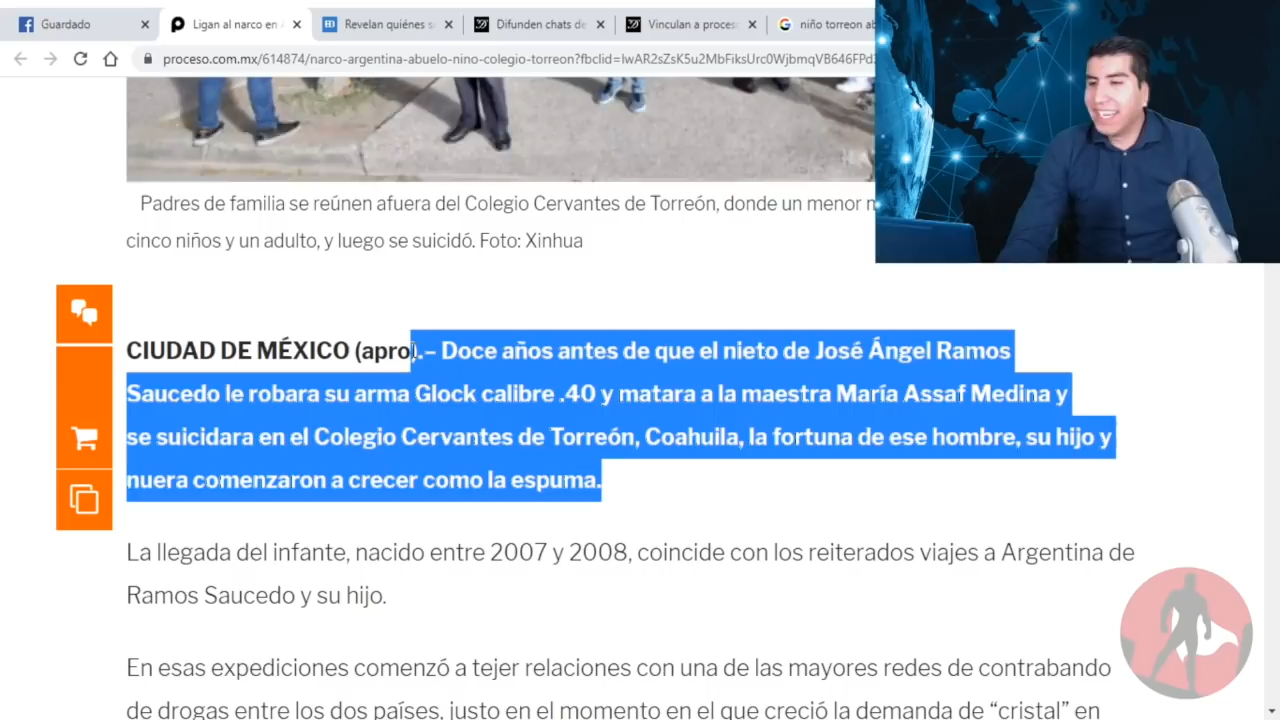 Guardado
Ligan al narco en
Revelan quiénes
Difunden chats de
Vinculan a proces
niño torreon ab
proceso.com.mx/614874/narco-argentina-abuelo-nino-colegio-torreon?fbclid=IwAR2sZsK5u2MbFiksUrc0WjbmqVB646FPd
Padres de familia se reúnen afuera del Colegio Cervantes de Torreón, donde un menor
cinco niños y un adulto, y luego se suicidó. Foto: Xinhua
CIUDAD DE MÉXICO (apro).– Doce años antes de que el nieto de José Ángel Ramos
Saucedo le robara su arma Glock calibre .40 y matara a la maestra María Assaf Medina y
se suicidara en el Colegio Cervantes de Torreón, Coahuila, la fortuna de ese hombre, su hijo y
nuera comenzaron a crecer como la espuma.
La llegada del infante, nacido entre 2007 y 2008, coincide con los reiterados viajes a Argentina de
Ramos Saucedo y su hijo.
En esas expediciones comenzó a tejer relaciones con una de las mayores redes de contrabando
de drogas entre los dos países, justo en el momento en el que creció la demanda de “cristal” en